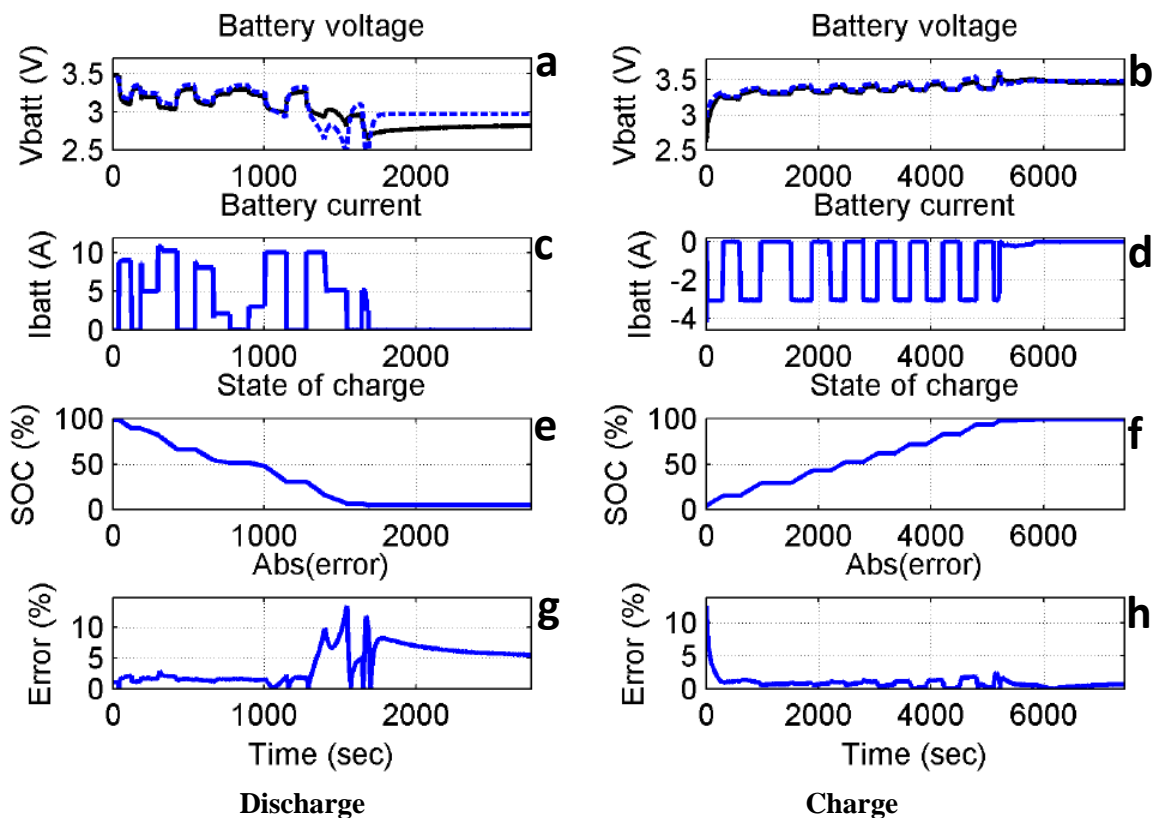 Battery voltage
Battery voltage
a
b
Vbatt (V)
3.5
3
2.5
0
1000
2000
Vbatt (V)
3.5
3
2.5
0
2000
4000
6000
Battery current
Battery current
c
d
Ibatt (A)
10
5
0
0
1000
2000
Ibatt (A)
0
-2
-4
0
2000
4000
6000
State of charge
State of charge
e
f
SOC (%)
100
50
0
0
1000
2000
SOC (%)
100
50
0
0
2000
4000
6000
Abs(error)
Abs(error)
g
h
Error (%)
10
5
0
0
1000
2000
Error (%)
10
5
0
0
2000
4000
6000
Time (sec)
Time (sec)
Discharge
Charge